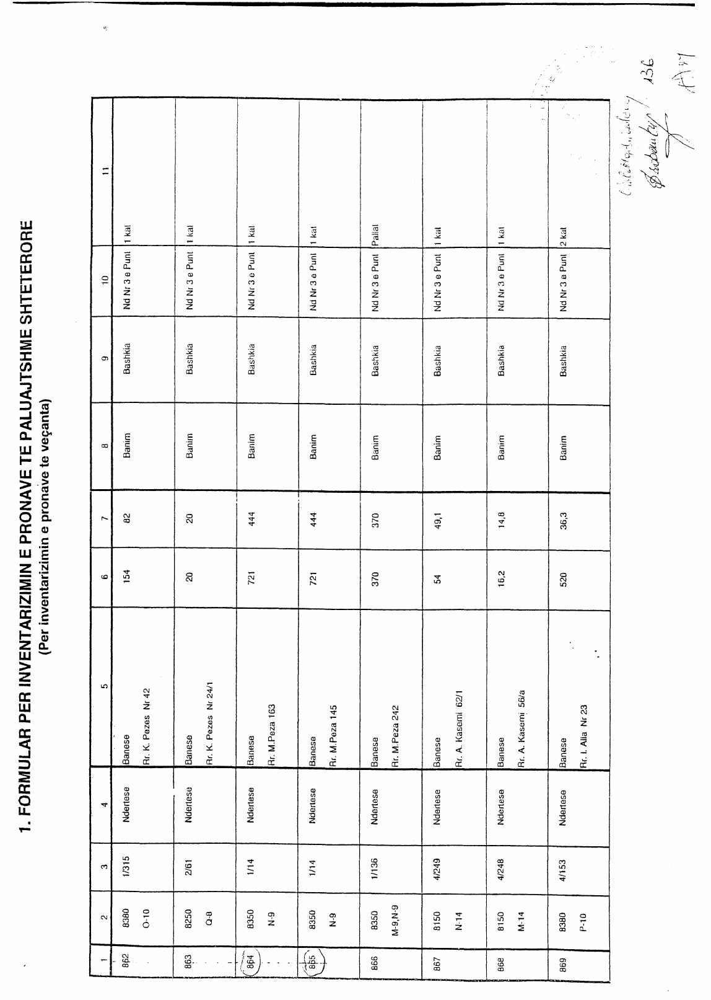 1. FORMULAR PER INVENTARIZIMIN E PRONAVE TE PALUAJTSHME SHTETERORE
(Per inventarizimin e pronave te veçanta)
1 2 3 4 5 6 7 8 9 10 11
862 8380 1/315 Ndertese Banese 154 82 Banim Bashkia Nd Nr 3 e Punt 1 kat
O-10 Rr. K. Pezes Nr 42
863 8250 2/61 Ndertese Banese 20 20 Banim Bashkia Nd Nr 3 e Punt 1 kat
Q-8 Rr. K. Pezes Nr 24/1
864 8350 1/14 Ndertese Banese 721 444 Banim Bashkia Nd Nr 3 e Punt 1 kat
N-9 Rr. M.Peza 163
865 8350 1/14 Ndertese Banese 721 444 Banim Bashkia Nd Nr 3 e Punt 1 kat
N-9 Rr. M.Peza 145
866 8350 1/136 Ndertese Banese 370 370 Banim Bashkia Nd Nr 3 e Punt Pallat
M-9,N-9 Rr. M.Peza 242
867 8150 4/249 Ndertese Banese 54 49,1 Banim Bashkia Nd Nr 3 e Punt 1 kat
N-14 Rr. A. Kasemi 62/1
868 8150 4/248 Ndertese Banese 16,2 14,8 Banim Bashkia Nd Nr 3 e Punt 1 kat
M-14 Rr. A. Kasemi 56/a
869 8380 4/153 Ndertese Banese 520 36,3 Banim Bashkia Nd Nr 3 e Punt 2 kat
P-10 Rr. I. Alla Nr 23
136